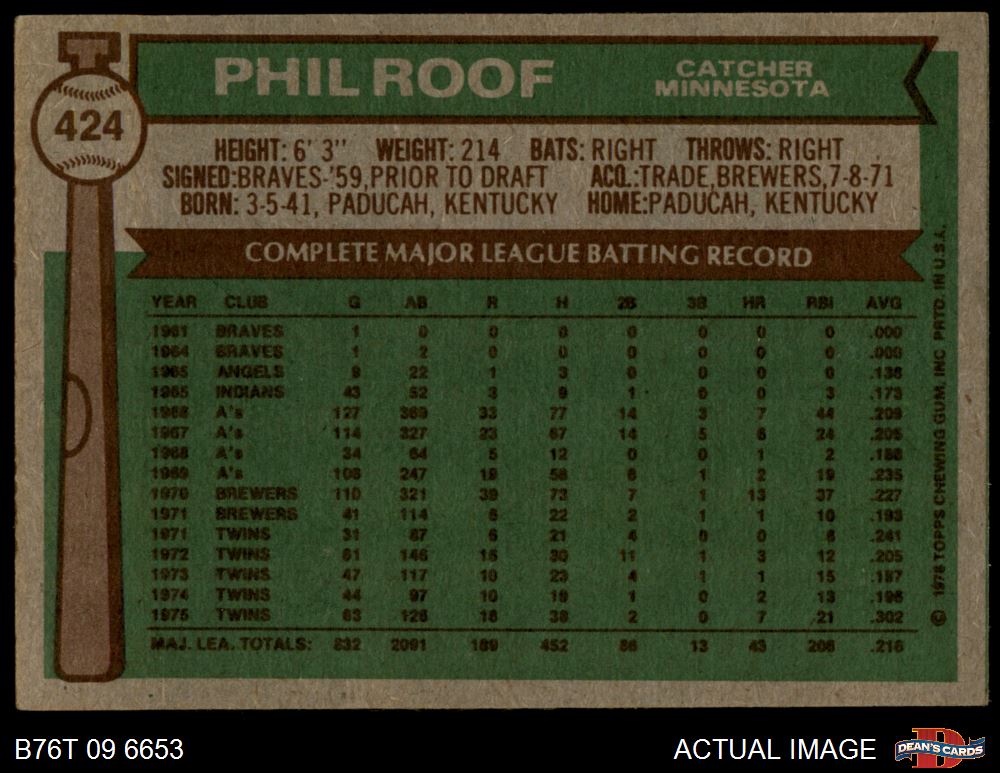 PHIL ROOF
CATCHER
MINNESOTA
424
HEIGHT: 6' 3" WEIGHT: 214 BATS: RIGHT THROWS: RIGHT
SIGNED: BRAVES-'59, PRIOR TO DRAFT ACQ.: TRADE, BREWERS, 7-8-71
BORN: 3-5-41, PADUCAH, KENTUCKY HOME: PADUCAH, KENTUCKY
COMPLETE MAJOR LEAGUE BATTING RECORD
YEAR CLUB G AB R H 2B 3B HR RBI AVG
1961 BRAVES 1 0 0 0 0 0 0 0 .000
1964 BRAVES 1 2 0 0 0 0 0 0 .000
1965 ANGELS 9 22 1 3 0 0 0 0 .136
1965 INDIANS 43 52 3 9 1 0 0 3 .173
1966 A's 127 369 33 77 14 3 7 44 .209
1967 A's 114 327 23 67 14 5 6 24 .205
1968 A's 34 64 5 12 0 0 1 2 .188
1969 A's 106 247 19 58 6 1 2 19 .235
1970 BREWERS 110 321 39 73 7 1 13 37 .227
1971 BREWERS 41 114 6 22 2 1 1 10 .193
1971 TWINS 31 87 6 21 4 0 0 6 .241
1972 TWINS 61 146 16 30 11 1 3 12 .205
1973 TWINS 47 117 10 23 4 1 1 15 .197
1974 TWINS 44 97 10 19 1 0 2 13 .196
1975 TWINS 63 126 18 38 2 0 7 21 .302
MAJ. LEA. TOTALS: 832 2091 189 452 66 13 43 206 .216
© 1976 TOPPS CHEWING GUM, INC. PRTD. IN U.S.A.
B76T 09 6653
ACTUAL IMAGE
D
DEAN'S CARDS